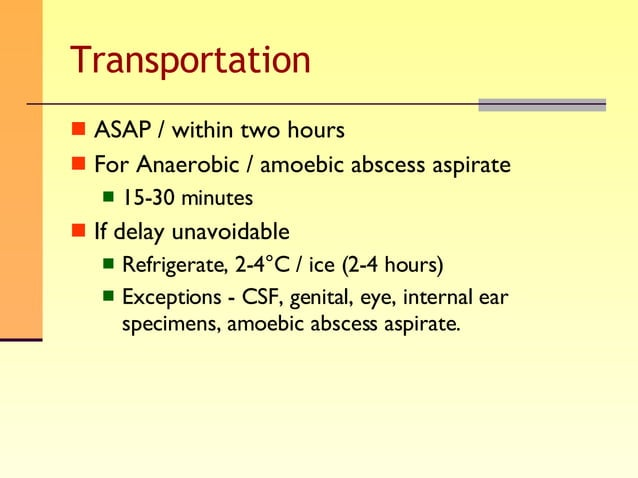 Transportation
ASAP / within two hours
For Anaerobic / amoebic abscess aspirate
15-30 minutes
If delay unavoidable
Refrigerate, 2-4°C / ice (2-4 hours)
Exceptions - CSF, genital, eye, internal ear
specimens, amoebic abscess aspirate.